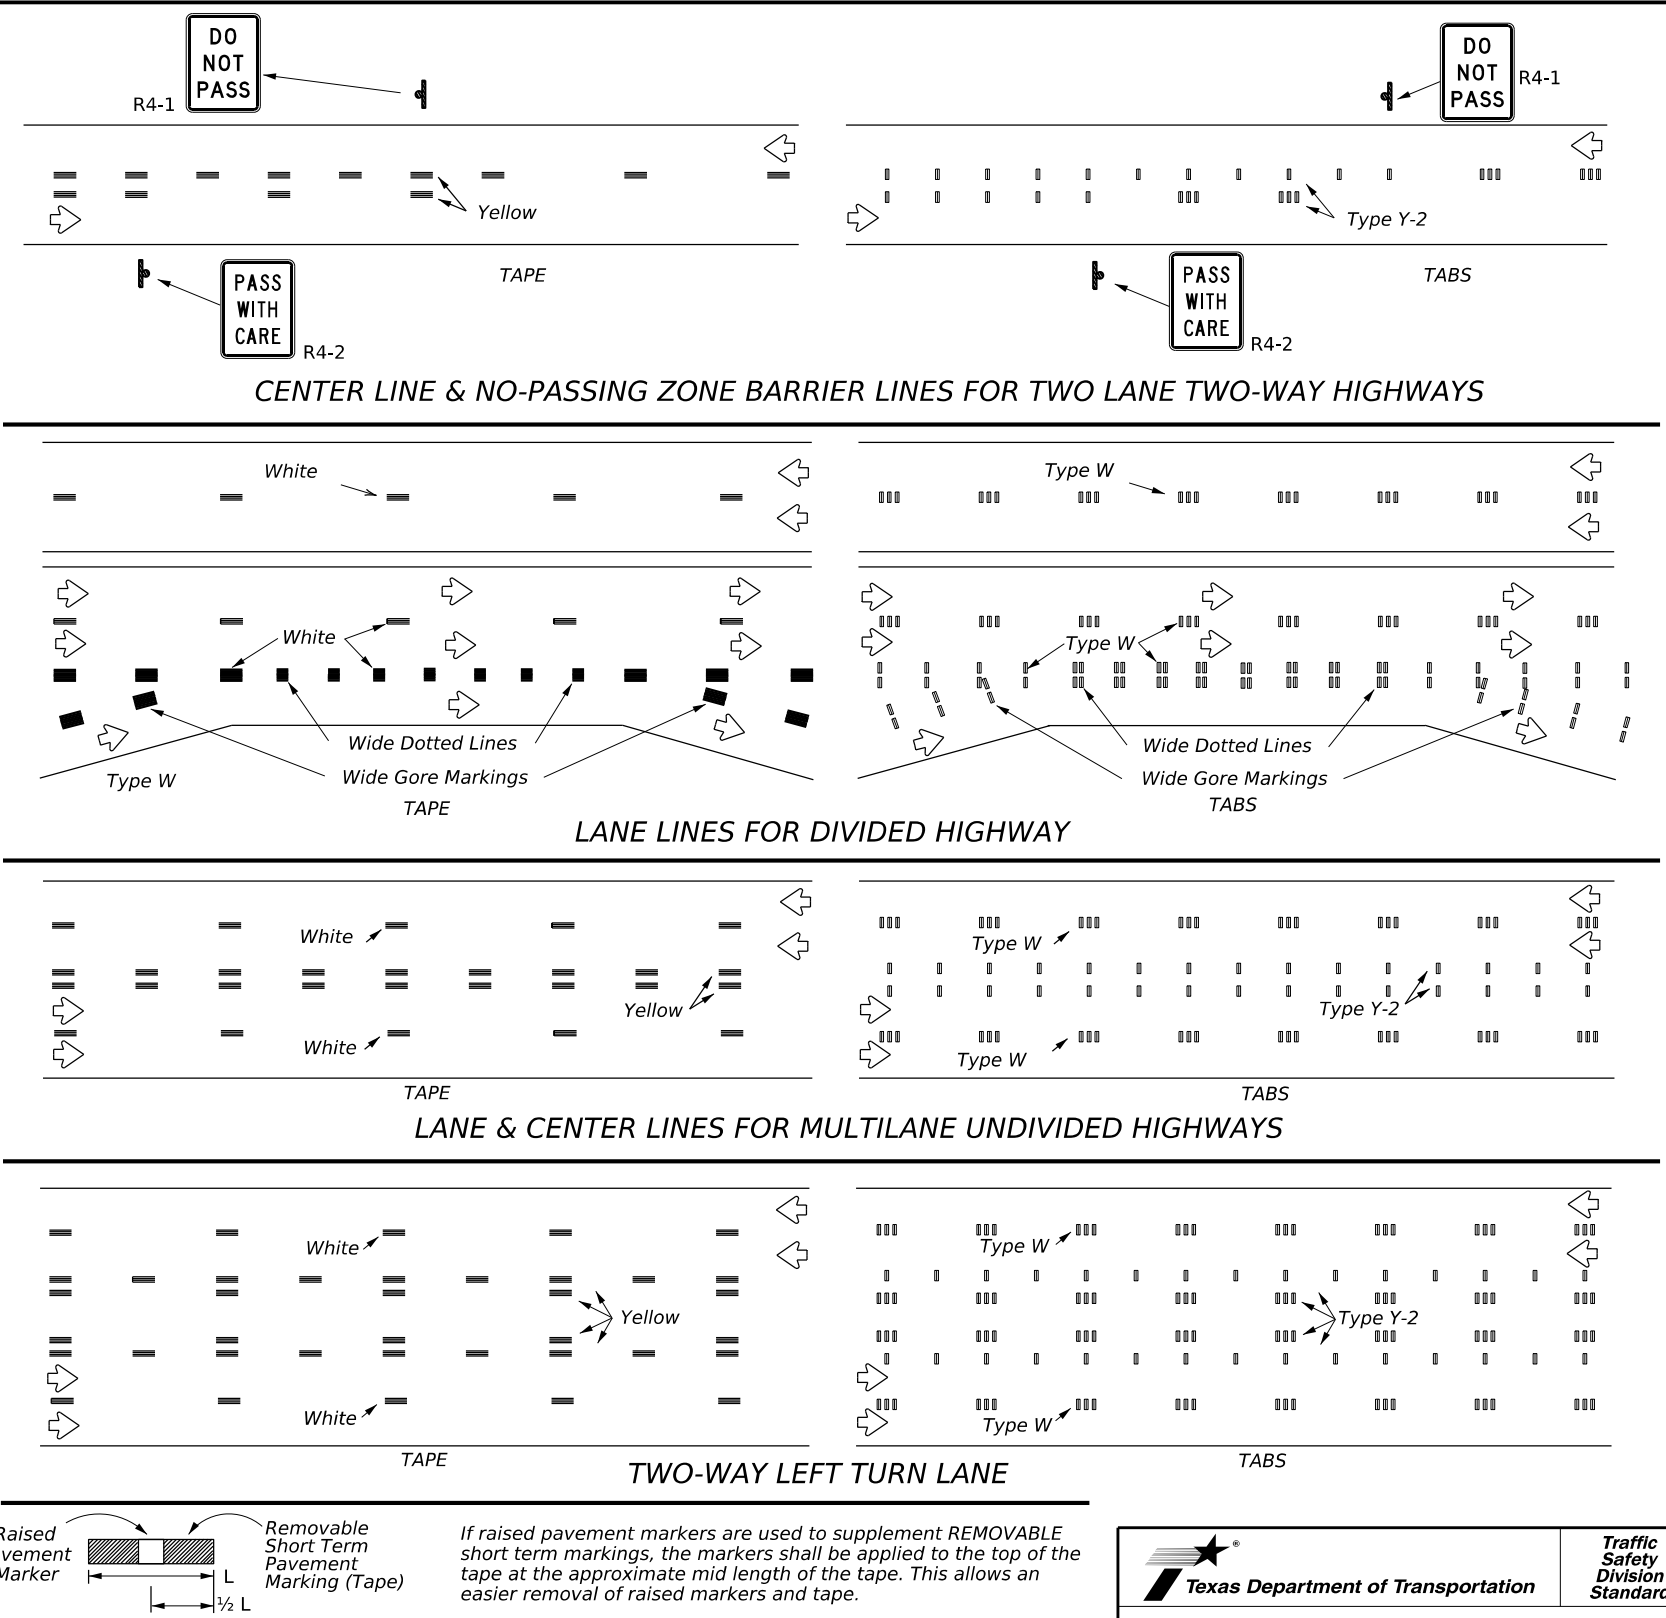 DO
NOT
PASS
R4-1
DO
NOT
PASS
R4-1
Yellow
Type Y-2
TAPE
TABS
PASS
WITH
CARE
R4-2
PASS
WITH
CARE
R4-2
CENTER LINE & NO-PASSING ZONE BARRIER LINES FOR TWO LANE TWO-WAY HIGHWAYS
White
Type W
White
Type W
Wide Dotted Lines
Wide Dotted Lines
Type W
Wide Gore Markings
Wide Gore Markings
TAPE
TABS
LANE LINES FOR DIVIDED HIGHWAY
White
Type W
Yellow
Type Y-2
White
Type W
TAPE
TABS
LANE & CENTER LINES FOR MULTILANE UNDIVIDED HIGHWAYS
White
Type W
Yellow
Type Y-2
White
Type W
TAPE
TABS
TWO-WAY LEFT TURN LANE
Raised
vement
Marker
Removable
Short Term
Pavement
Marking (Tape)
L
½ L
If raised pavement markers are used to supplement REMOVABLE
short term markings, the markers shall be applied to the top of the
tape at the approximate mid length of the tape. This allows an
easier removal of raised markers and tape.
®
Texas Department of Transportation
Traffic
Safety
Division
Standard